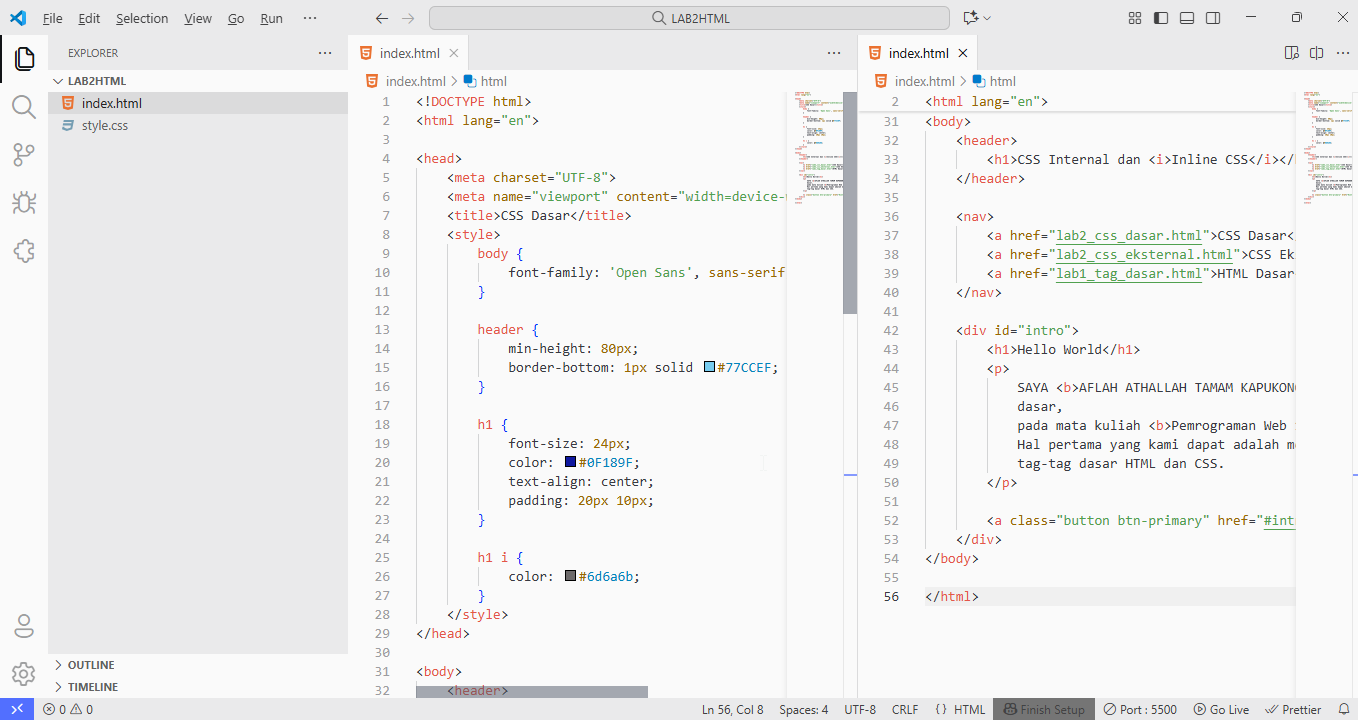 File Edit Selection View Go Run ···
LAB2HTML
EXPLORER
LAB2HTML
index.html
style.css
OUTLINE
TIMELINE
index.html
index.html > html
1 <!DOCTYPE html>
2 <html lang="en">
3
4 <head>
5 <meta charset="UTF-8">
6 <meta name="viewport" content="width=device-
7 <title>CSS Dasar</title>
8 <style>
9 body {
10 font-family: 'Open Sans', sans-serif
11 }
12
13 header {
14 min-height: 80px;
15 border-bottom: 1px solid #77CCEF;
16 }
17
18 h1 {
19 font-size: 24px;
20 color: #0F189F;
21 text-align: center;
22 padding: 20px 10px;
23 }
24
25 h1 i {
26 color: #6d6a6b;
27 }
28 </style>
29 </head>
30
31 <body>
32 <header>
index.html
index.html > html
2 <html lang="en">
31 <body>
32 <header>
33 <h1>CSS Internal dan <i>Inline CSS</i></
34 </header>
35
36 <nav>
37 <a href="lab2_css_dasar.html">CSS Dasar<
38 <a href="lab2_css_eksternal.html">CSS Ek
39 <a href="lab1_tag_dasar.html">HTML Dasar
40 </nav>
41
42 <div id="intro">
43 <h1>Hello World</h1>
44 <p>
45 SAYA <b>AFLAH ATHALLAH TAMAM KAPUKON
46 dasar,
47 pada mata kuliah <b>Pemrograman Web
48 Hal pertama yang kami dapat adalah m
49 tag-tag dasar HTML dan CSS.
50 </p>
51
52 <a class="button btn-primary" href="#int
53 </div>
54 </body>
55
56 </html>
0 0
Ln 56, Col 8 Spaces: 4 UTF-8 CRLF {} HTML Finish Setup Port : 5500 Go Live Prettier